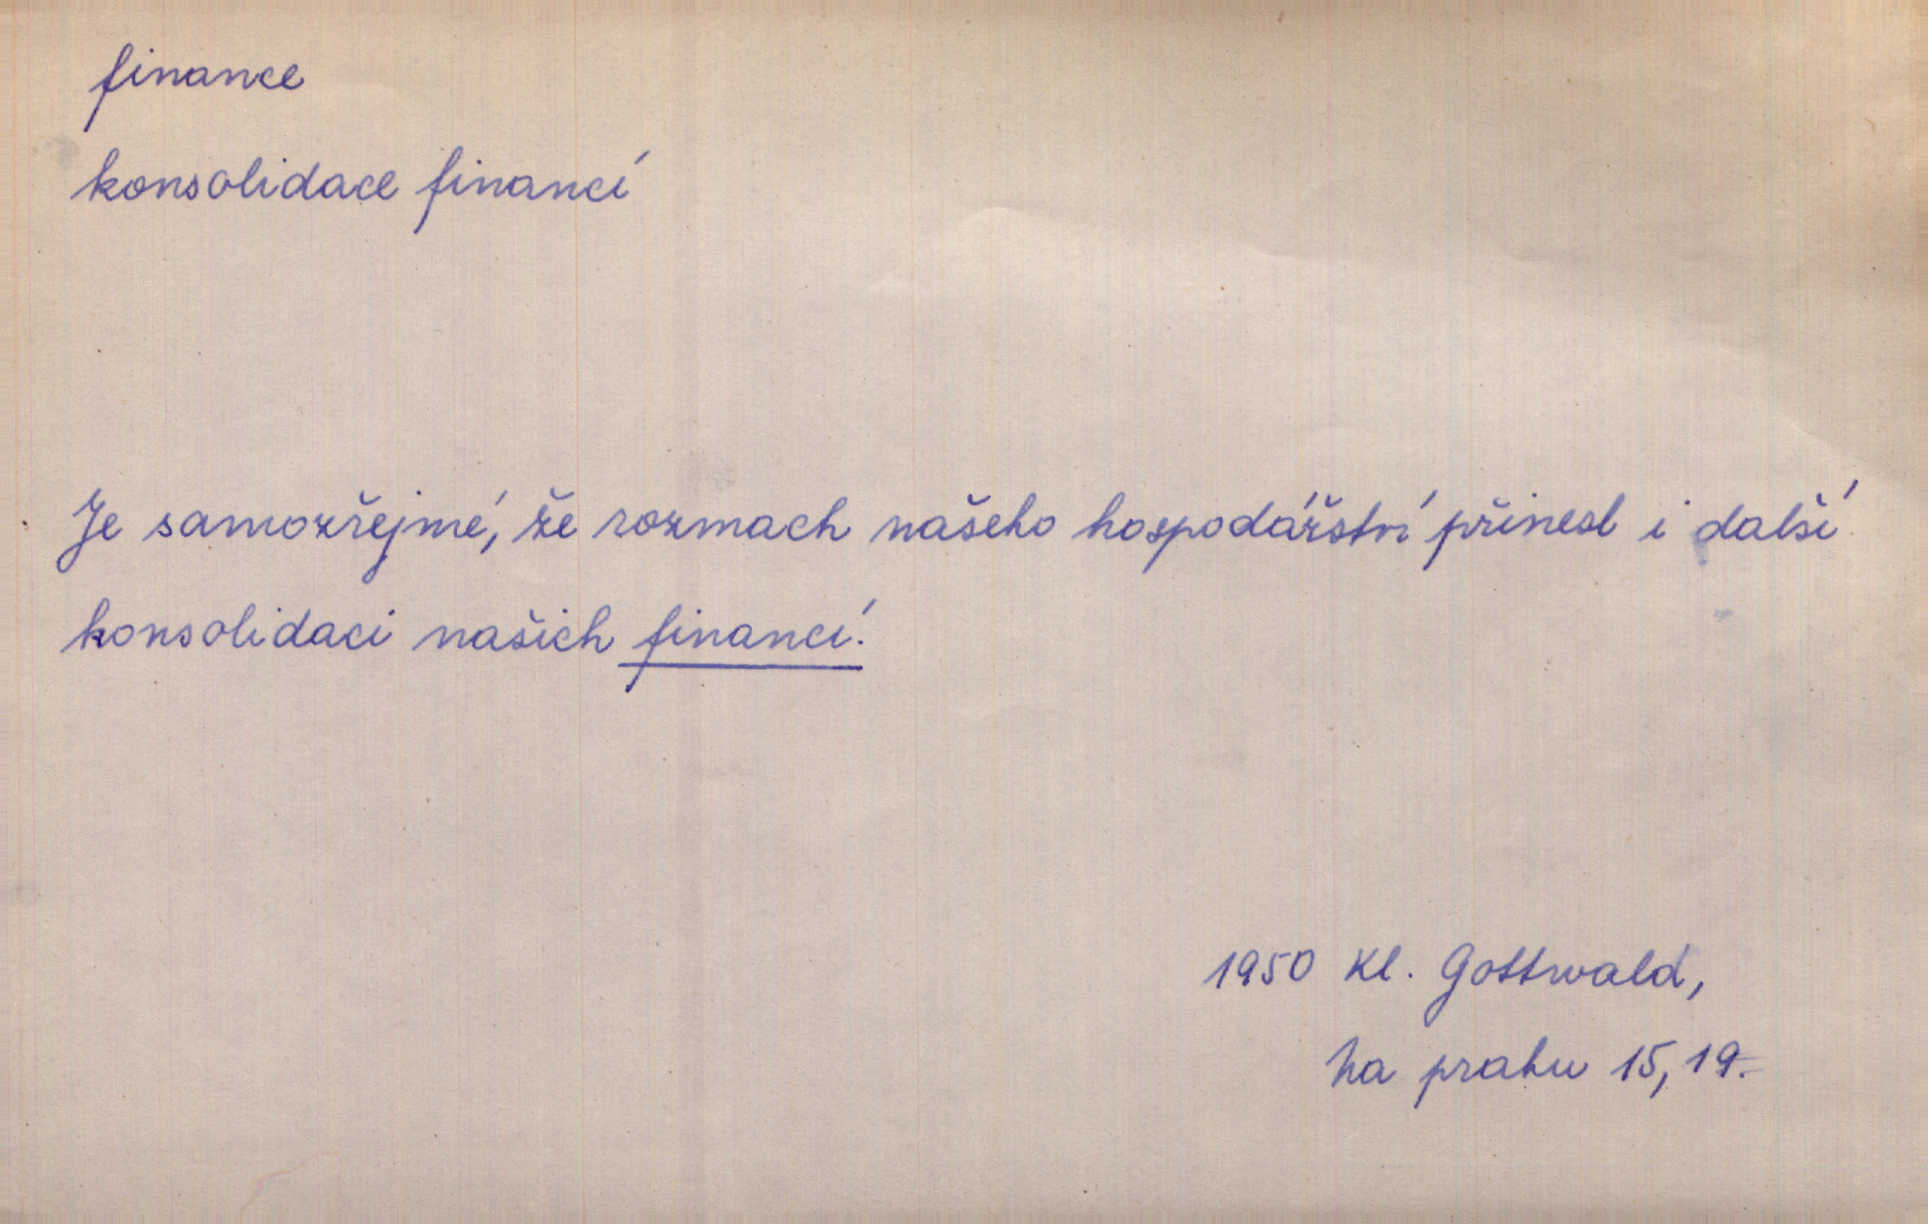 finance
konsolidace financí
Je samozřejmé, že rozmach našeho hospodářství přinesl i další
konsolidaci našich financí.
1950 Kl. Gottwald,
Na prahu 15, 19.